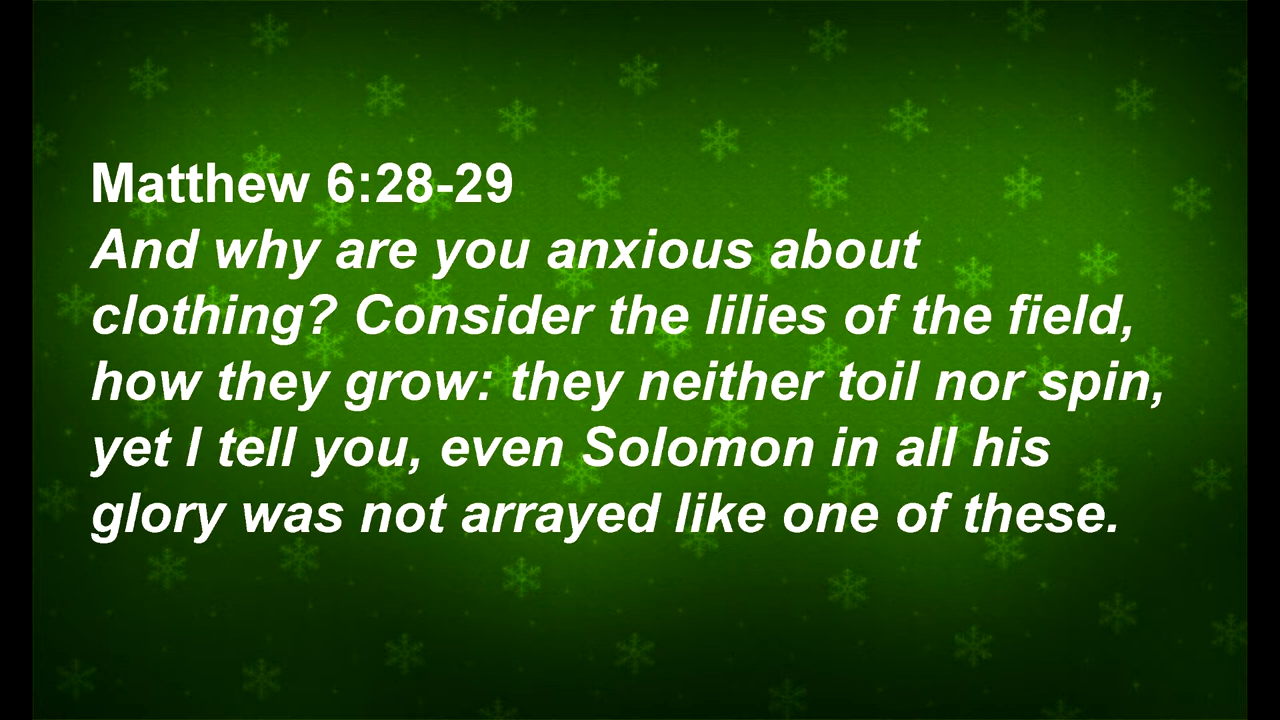 Matthew 6:28-29
And why are you anxious about
clothing? Consider the lilies of the field,
how they grow: they neither toil nor spin,
yet I tell you, even Solomon in all his
glory was not arrayed like one of these.